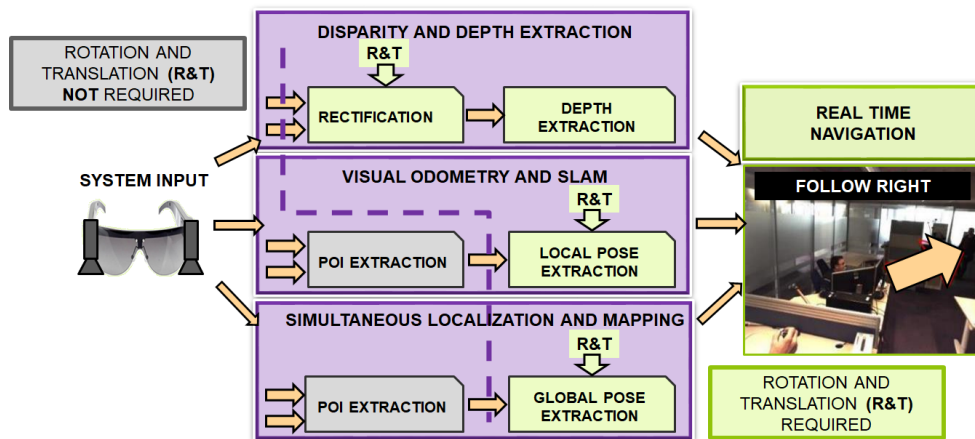 DISPARITY AND DEPTH EXTRACTION
R&T
ROTATION AND
TRANSLATION (R&T)
NOT REQUIRED
RECTIFICATION
DEPTH
EXTRACTION
REAL TIME
NAVIGATION
SYSTEM INPUT
VISUAL ODOMETRY AND SLAM
R&T
FOLLOW RIGHT
POI EXTRACTION
LOCAL POSE
EXTRACTION
SIMULTANEOUS LOCALIZATION AND MAPPING
R&T
POI EXTRACTION
GLOBAL POSE
EXTRACTION
ROTATION AND
TRANSLATION (R&T)
REQUIRED